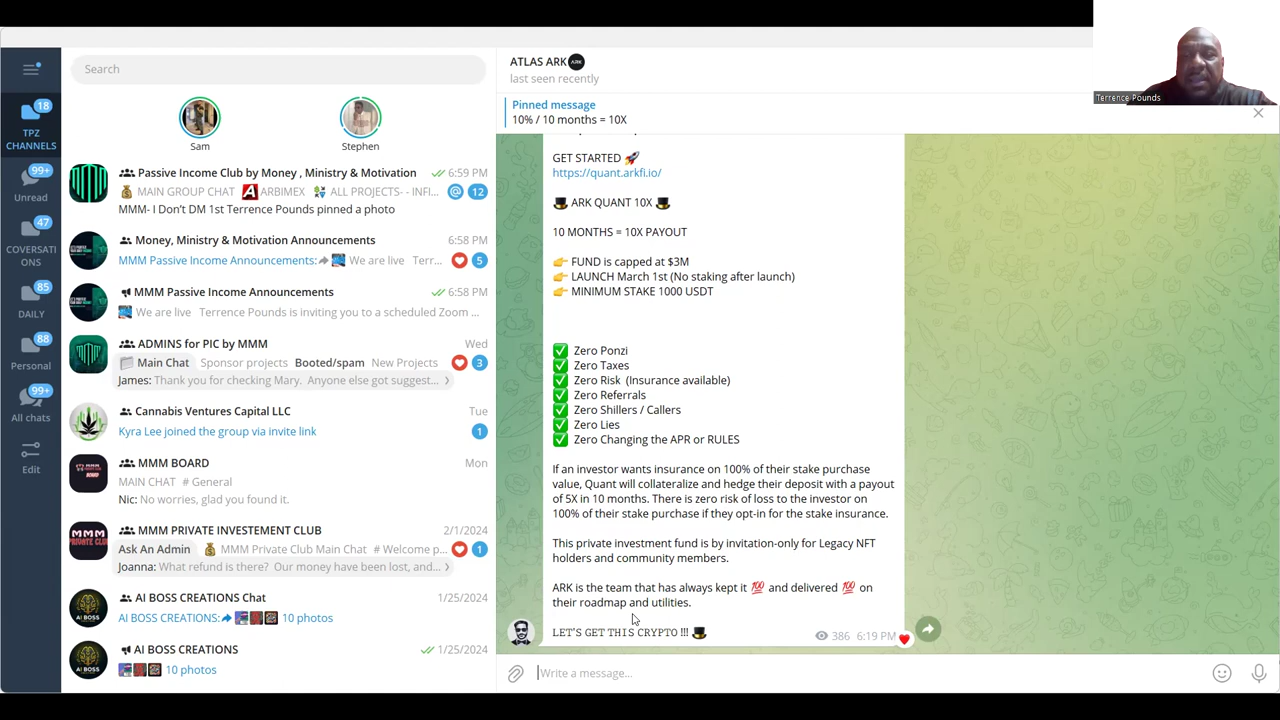 Search
Sam
Stephen
18
TPZ
CHANNELS
99+
Unread
47
COVERSATI
ONS
85
DAILY
88
Personal
99+
All chats
Edit
Passive Income Club by Money , Ministry & Motivation 6:59 PM
💰 MAIN GROUP CHAT A ARBIMEX 💱 ALL PROJECTS- - INFI... @ 12
MMM- I Don't DM 1st Terrence Pounds pinned a photo
Money, Ministry & Motivation Announcements 6:58 PM
MMM Passive Income Announcements: We are live Terr... 5
MMM Passive Income Announcements 6:58 PM
We are live Terrence Pounds is inviting you to a scheduled Zoom ...
ADMINS for PIC by MMM Wed
Main Chat Sponsor projects Booted/spam New Projects 3
James: Thank you for checking Mary. Anyone else got suggest...
Cannabis Ventures Capital LLC Tue
Kyra Lee joined the group via invite link 1
MMM BOARD Mon
MAIN CHAT # General
Nic: No worries, glad you found it.
MMM PRIVATE INVESTEMENT CLUB 2/1/2024
Ask An Admin 💰 MMM Private Club Main Chat # Welcome p... 1
Joanna: What refund is there? Our money have been lost, and...
AI BOSS CREATIONS Chat 1/25/2024
AI BOSS CREATIONS: 10 photos
AI BOSS CREATIONS 1/25/2024
10 photos
ATLAS ARK ARK
last seen recently
Pinned message
10% / 10 months = 10X
GET STARTED 🚀
https://quant.arkfi.io/
🎩 ARK QUANT 10X 🎩
10 MONTHS = 10X PAYOUT
👉 FUND is capped at $3M
👉 LAUNCH March 1st (No staking after launch)
👉 MINIMUM STAKE 1000 USDT
✅ Zero Ponzi
✅ Zero Taxes
✅ Zero Risk (Insurance available)
✅ Zero Referrals
✅ Zero Shillers / Callers
✅ Zero Lies
✅ Zero Changing the APR or RULES
If an investor wants insurance on 100% of their stake purchase
value, Quant will collateralize and hedge their deposit with a payout
of 5X in 10 months. There is zero risk of loss to the investor on
100% of their stake purchase if they opt-in for the stake insurance.
This private investment fund is by invitation-only for Legacy NFT
holders and community members.
ARK is the team that has always kept it 💯 and delivered 💯 on
their roadmap and utilities.
LET'S GET THIS CRYPTO !!! 🎩
386 6:19 PM
Write a message...
Terrence Pounds